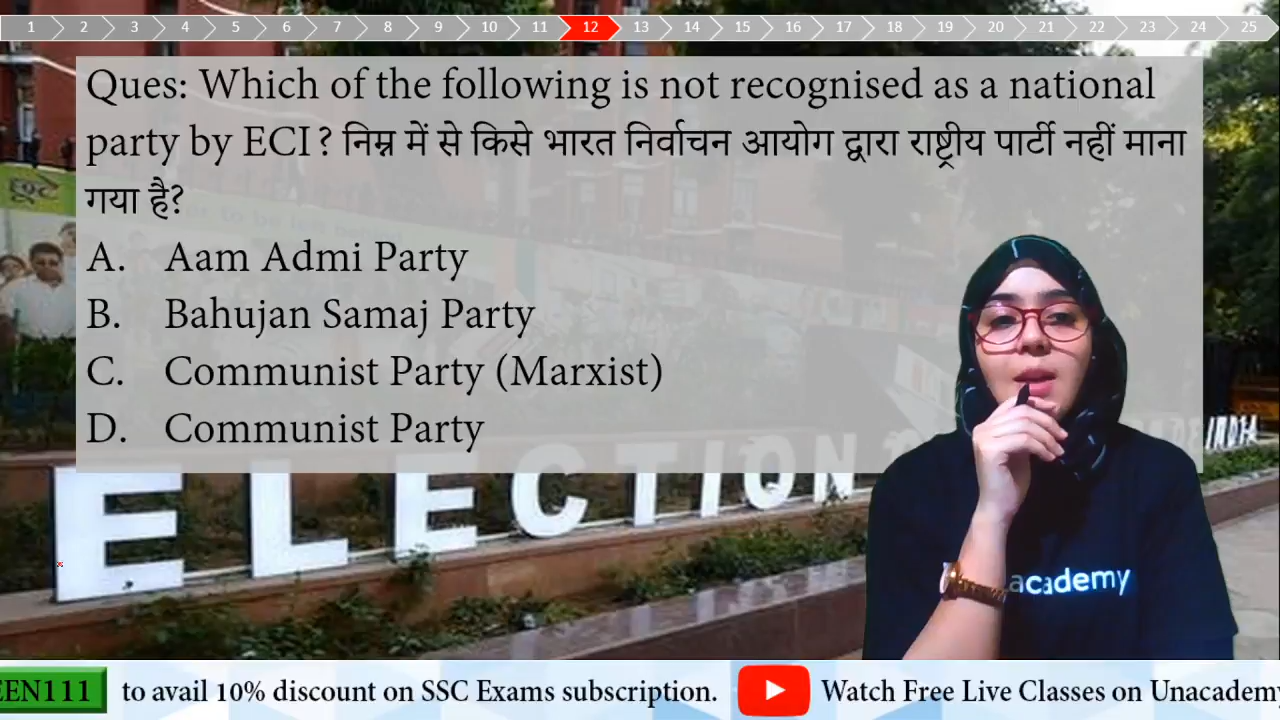 1 2 3 4 5 6 7 8 9 10 11 12 13 14 15 16 17 18 19 20 21 22 23 24 25
Ques: Which of the following is not recognised as a national
party by ECI? निम्न में से किसे भारत निर्वाचन आयोग द्वारा राष्ट्रीय पार्टी नहीं माना
गया है?
A. Aam Admi Party
B. Bahujan Samaj Party
C. Communist Party (Marxist)
D. Communist Party
ELECTION
INDIA
academy
EEN111 to avail 10% discount on SSC Exams subscription. Watch Free Live Classes on Unacademy